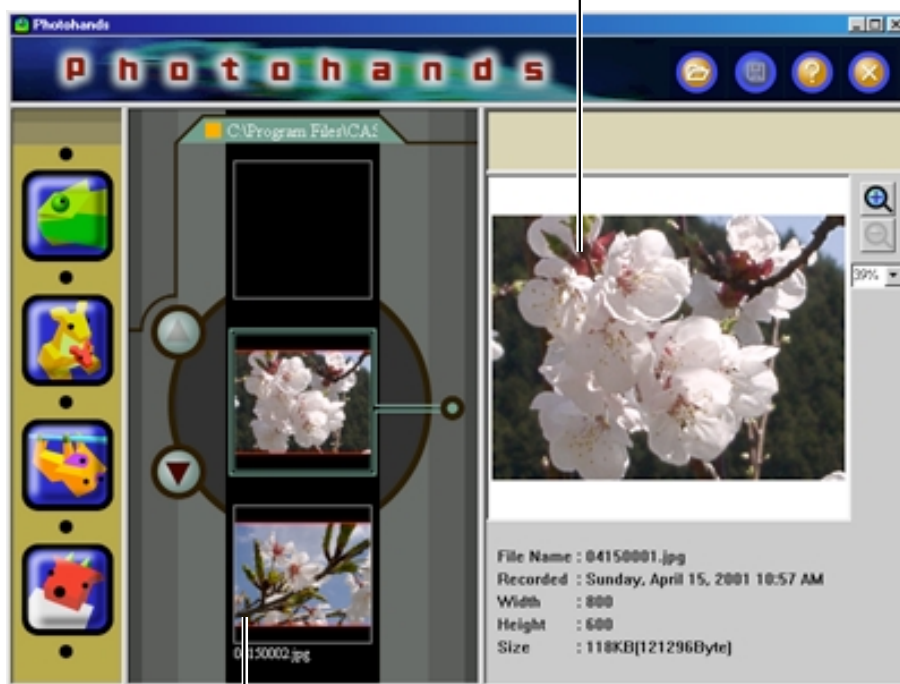 Photohands
Photohands
C:\Program Files\CAS
39%
File Name : 04150001.jpg
Recorded : Sunday, April 15, 2001 10:57 AM
Width : 800
Height : 600
Size : 118KB[121296Byte]
04150002.jpg